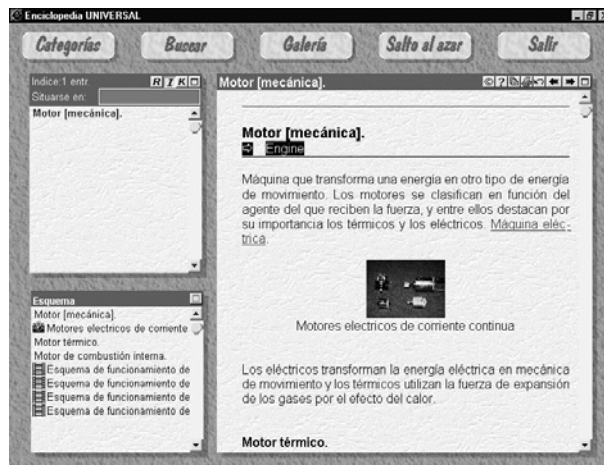 Enciclopedia UNIVERSAL
Categorías
Buscar
Galería
Salto al azar
Salir
Indice:1 entr.
R I K
Situarse en:
Motor [mecánica].
Esquema
Motor [mecánica].
Motores electricos de corriente
Motor térmico.
Motor de combustión interna.
Esquema de funcionamiento de
Esquema de funcionamiento de
Esquema de funcionamiento de
Esquema de funcionamiento de
Motor [mecánica].
Motor [mecánica].
Engine
Máquina que transforma una energía en otro tipo de energía
de movimiento. Los motores se clasifican en función del
agente del que reciben la fuerza, y entre ellos destacan por
su importancia los térmicos y los eléctricos. Máquina eléc-
trica.
Motores electricos de corriente continua
Los eléctricos transforman la energía eléctrica en mecánica
de movimiento y los térmicos utilizan la fuerza de expansión
de los gases por el efecto del calor.
Motor térmico.